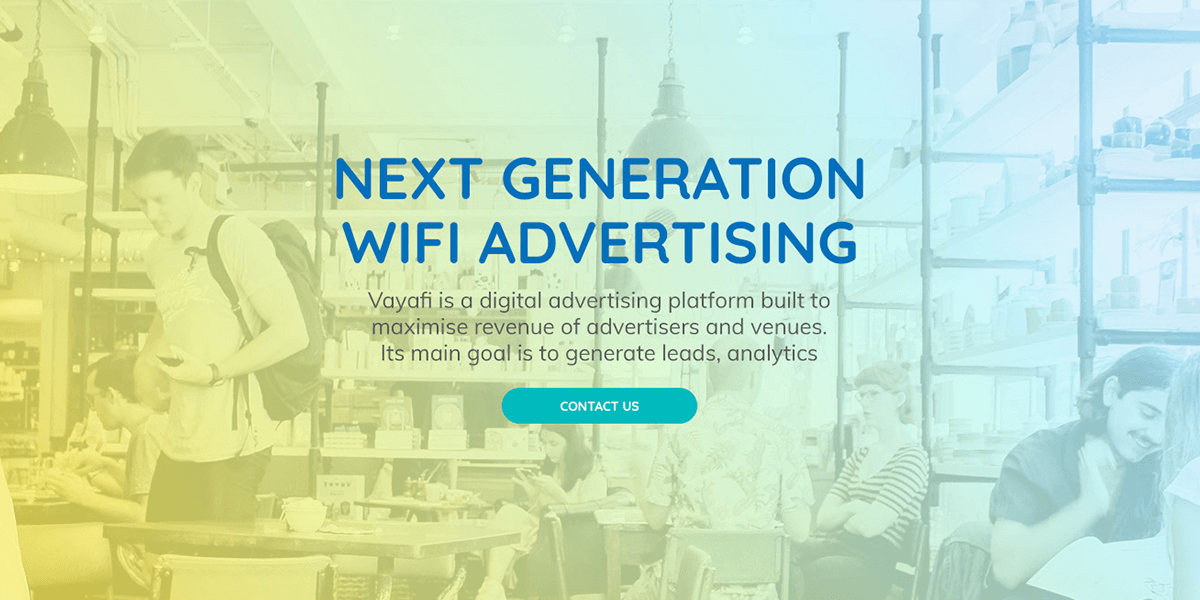 NEXT GENERATION
WIFI ADVERTISING
Vayafi is a digital advertising platform built to
maximise revenue of advertisers and venues.
Its main goal is to generate leads, analytics
CONTACT US